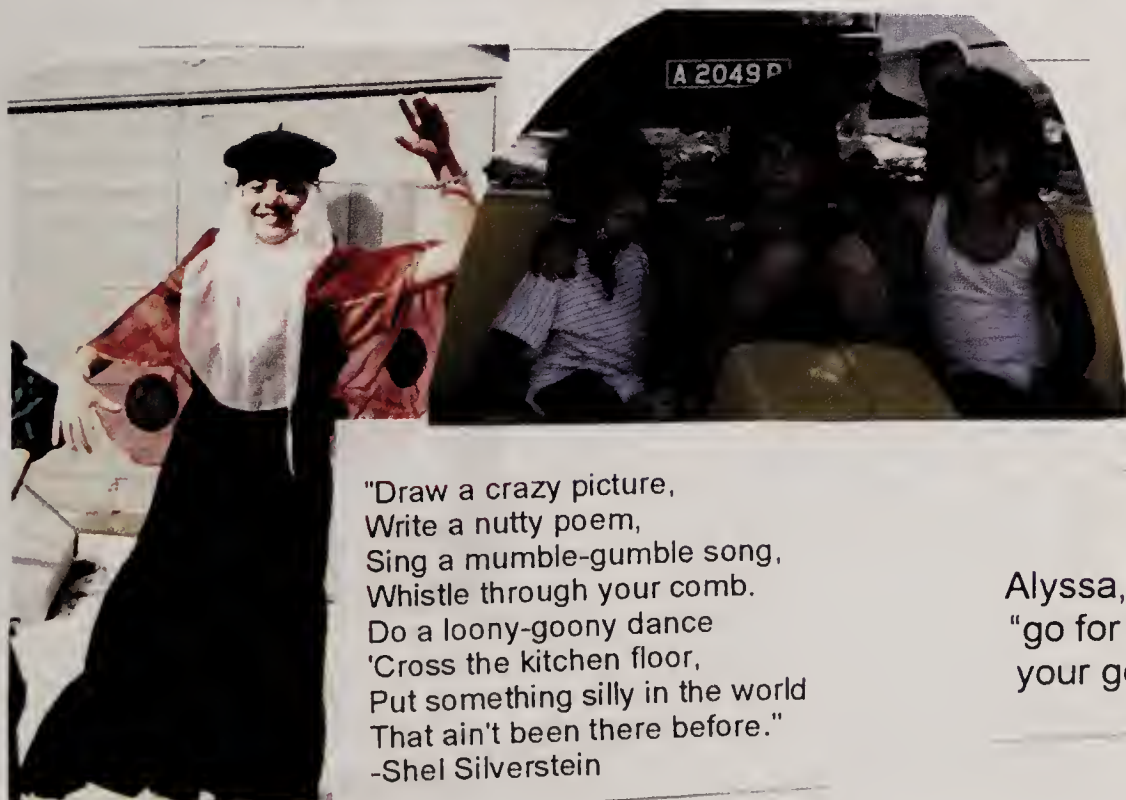 A 2049 P
"Draw a crazy picture,
Write a nutty poem,
Sing a mumble-gumble song,
Whistle through your comb.
Do a loony-goony dance
'Cross the kitchen floor,
Put something silly in the world
That ain't been there before."
-Shel Silverstein
Alyssa,
“go for
your